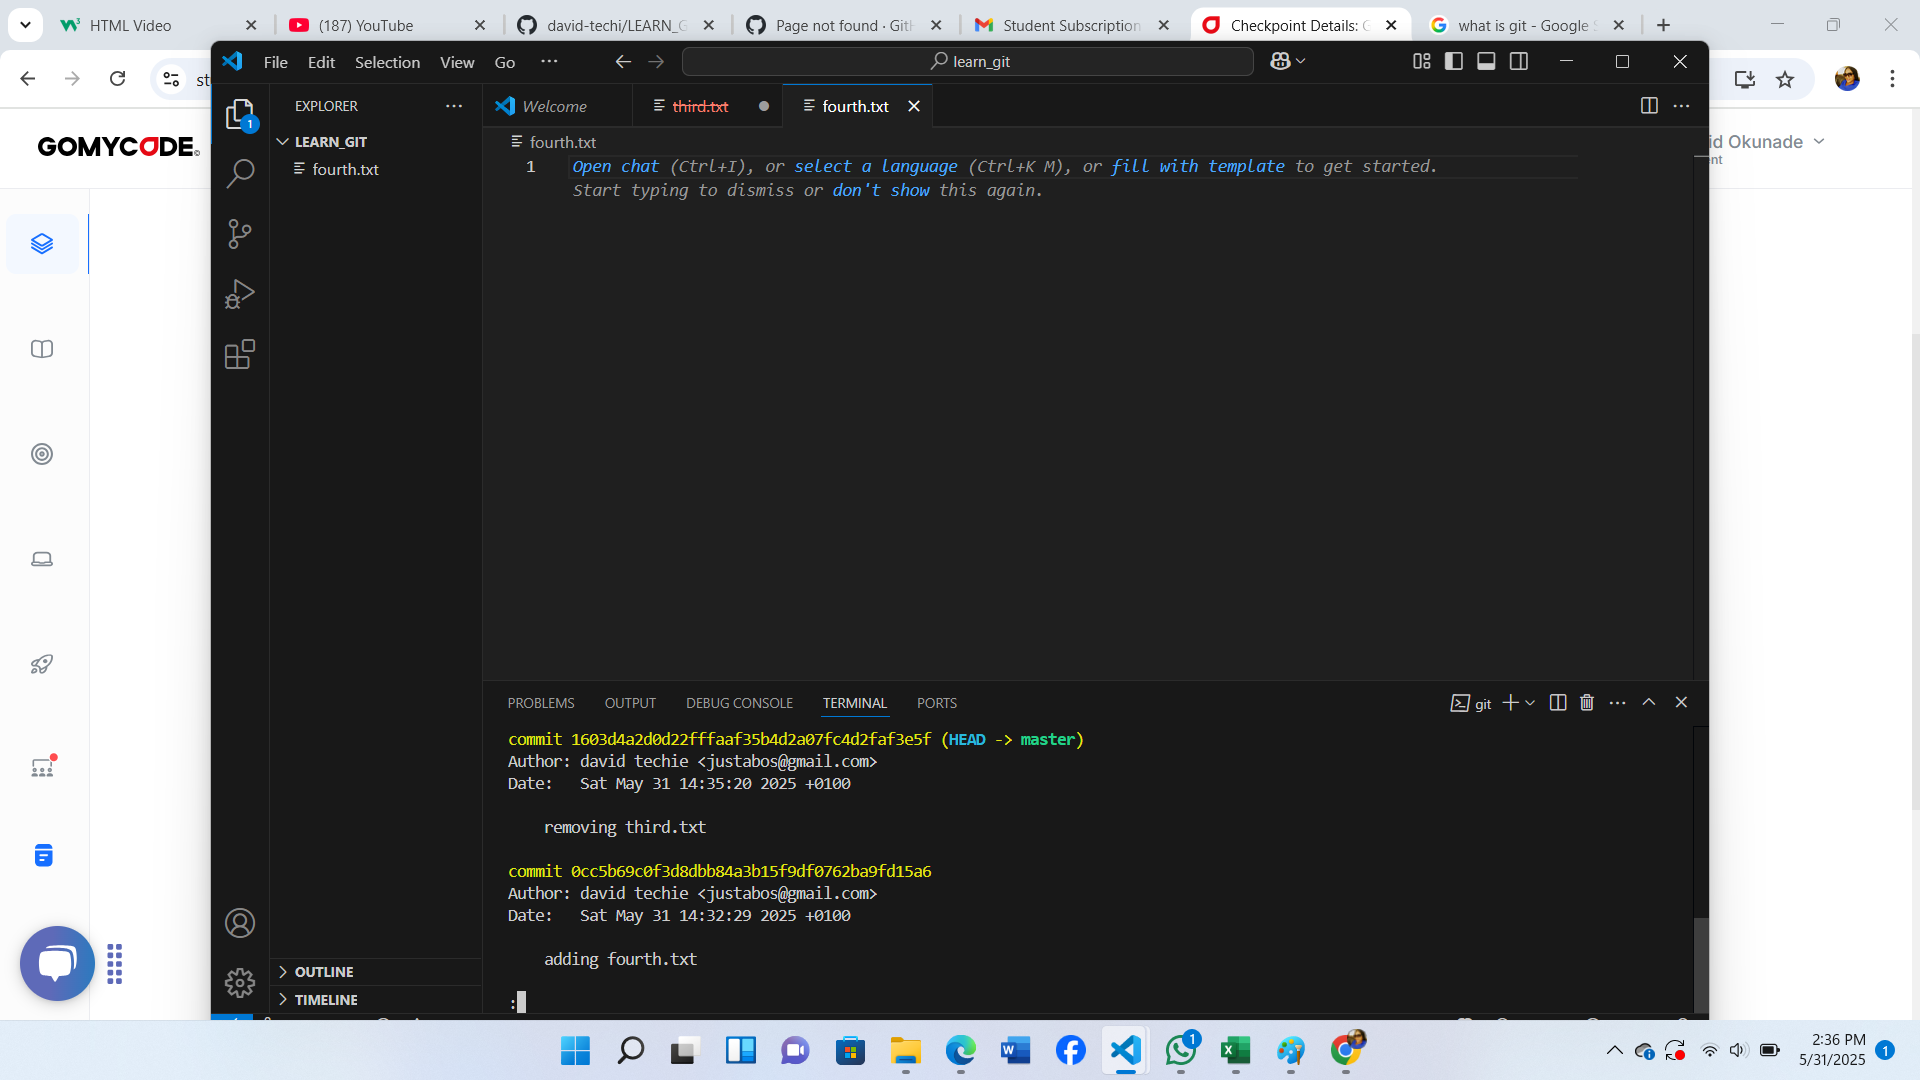 HTML Video
(187) YouTube
david-techi/LEARN_G
Page not found · Git
Student Subscription
Checkpoint Details: G
what is git - Google S
st
File Edit Selection View Go
learn_git
EXPLORER
Welcome
third.txt
fourth.txt
LEARN_GIT
fourth.txt
fourth.txt
1
Open chat (Ctrl+I), or select a language (Ctrl+K M), or fill with template to get started.
Start typing to dismiss or don't show this again.
GOMYCODE
id Okunade
nt
1
PROBLEMS OUTPUT DEBUG CONSOLE TERMINAL PORTS
git
commit 1603d4a2d0d22fffaaf35b4d2a07fc4d2faf3e5f (HEAD -> master)
Author: david techie <justabos@gmail.com>
Date:   Sat May 31 14:35:20 2025 +0100
removing third.txt
commit 0cc5b69c0f3d8dbb84a3b15f9df0762ba9fd15a6
Author: david techie <justabos@gmail.com>
Date:   Sat May 31 14:32:29 2025 +0100
adding fourth.txt
:
OUTLINE
TIMELINE
1
2:36 PM
5/31/2025
1